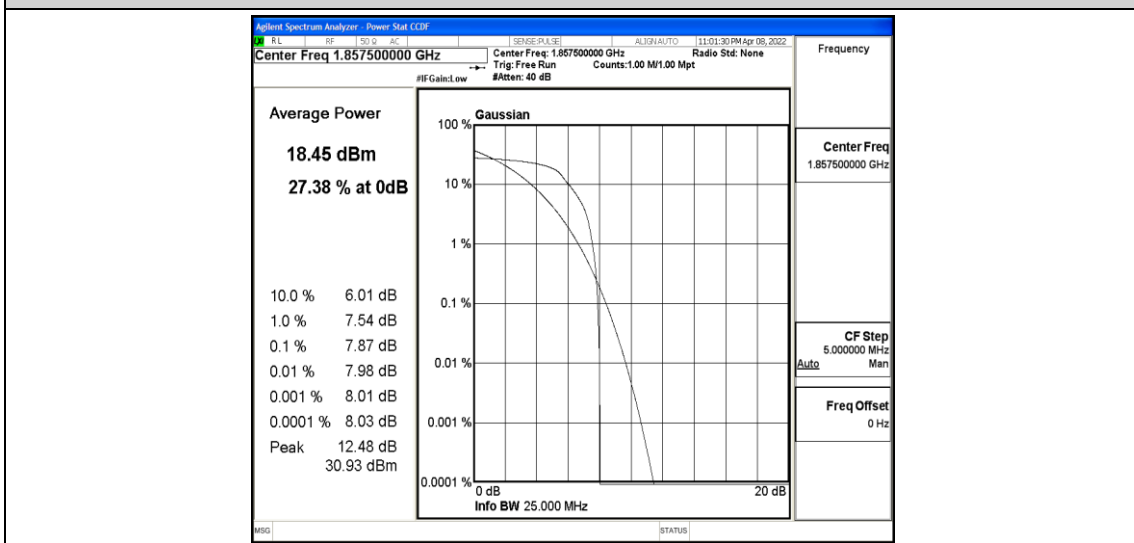 Agilent Spectrum Analyzer - Power Stat CCDF
RL RF 50 Ω AC SENSE:PULSE ALIGNAUTO 11:01:30 PM Apr 08, 2022
Center Freq 1.857500000 GHz
Center Freq: 1.857500000 GHz Radio Std: None
Trig: Free Run Counts:1.00 M/1.00 Mpt
#IFGain:Low #Atten: 40 dB
Average Power
18.45 dBm
27.38 % at 0dB
10.0 % 6.01 dB
1.0 % 7.54 dB
0.1 % 7.87 dB
0.01 % 7.98 dB
0.001 % 8.01 dB
0.0001 % 8.03 dB
Peak 12.48 dB
30.93 dBm
Gaussian
100 %
10 %
1 %
0.1 %
0.01 %
0.001 %
0.0001 %
0 dB 20 dB
Info BW 25.000 MHz
Frequency
Center Freq
1.857500000 GHz
CF Step
5.000000 MHz
Auto Man
Freq Offset
0 Hz
MSG STATUS